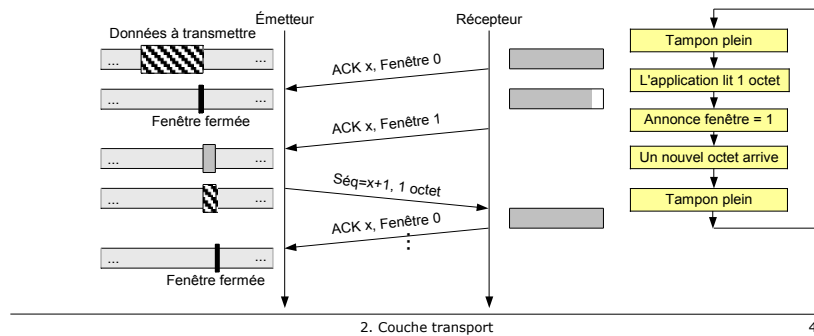 Données à transmettre
Émetteur
Récepteur
... ...
ACK x, Fenêtre 0
Tampon plein
L'application lit 1 octet
... ...
Fenêtre fermée
ACK x, Fenêtre 1
Annonce fenêtre = 1
... ...
Un nouvel octet arrive
... ...
Séq=x+1, 1 octet
Tampon plein
ACK x, Fenêtre 0
...
... ...
Fenêtre fermée
2. Couche transport
4